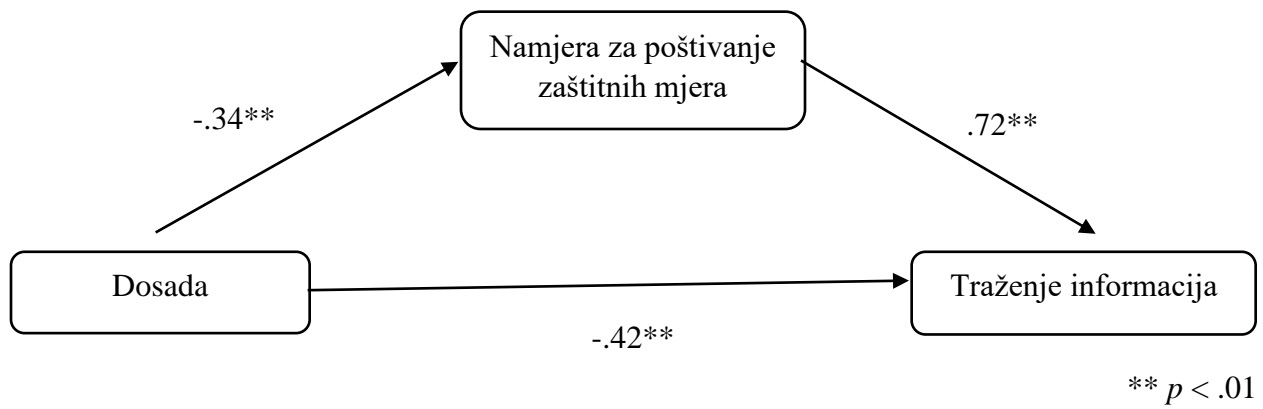 Namjera za poštivanje
zaštitnih mjera
-.34**
.72**
Dosada
Traženje informacija
-.42**
** p < .01